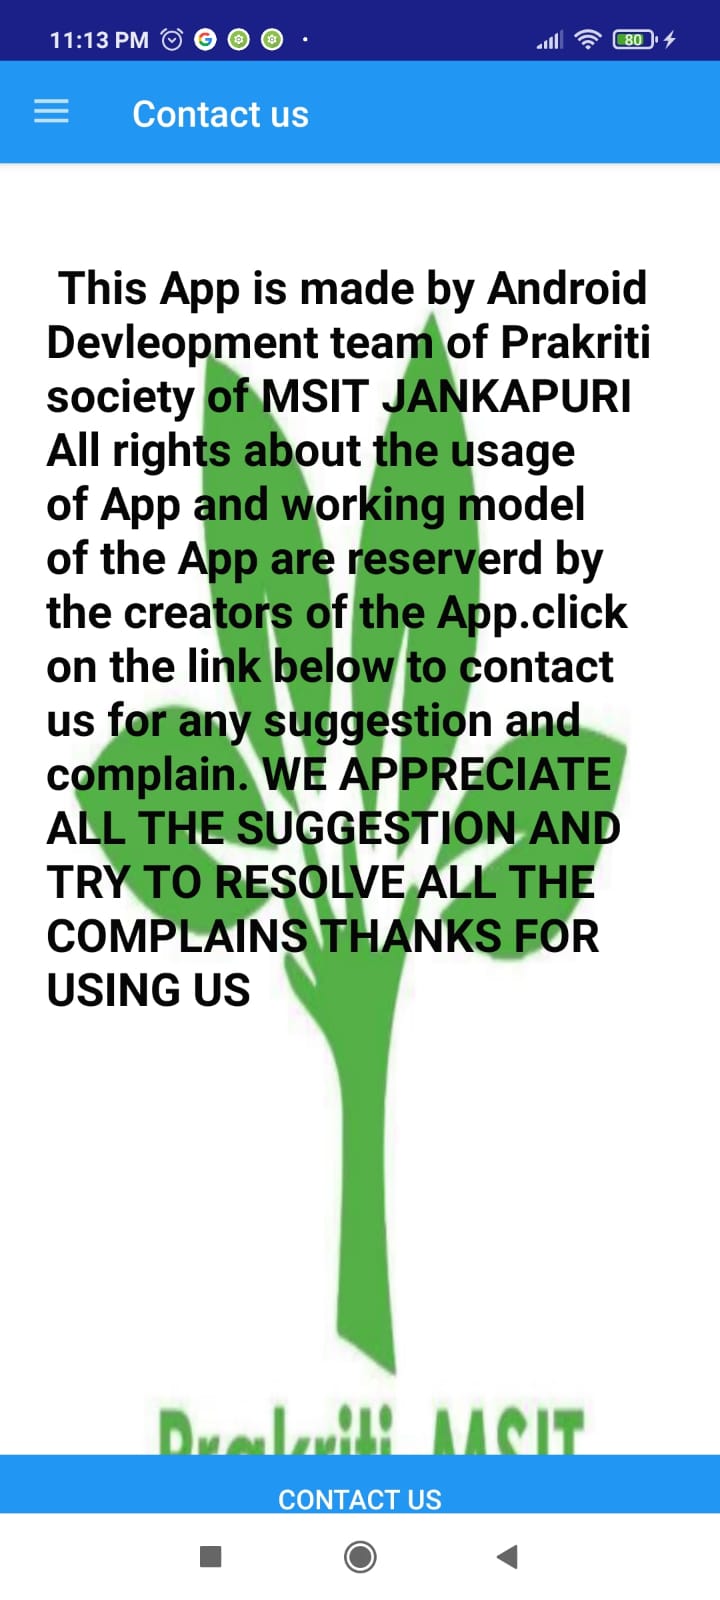 11:13 PM
80
Contact us
This App is made by Android
Devleopment team of Prakriti
society of MSIT JANKAPURI
All rights about the usage
of App and working model
of the App are reserverd by
the creators of the App.click
on the link below to contact
us for any suggestion and
complain. WE APPRECIATE
ALL THE SUGGESTION AND
TRY TO RESOLVE ALL THE
COMPLAINS THANKS FOR
USING US
Prakriti MSIT
CONTACT US